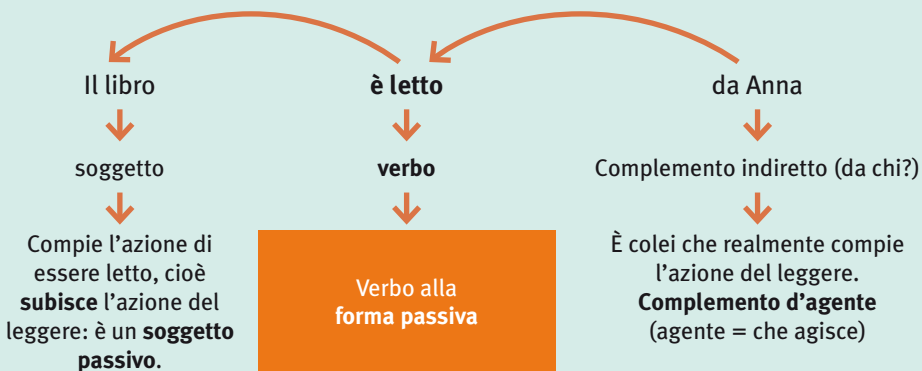 Il libro
è letto
da Anna
soggetto
verbo
Complemento indiretto (da chi?)
Compie l’azione di
essere letto, cioè
subisce l’azione del
leggere: è un soggetto
passivo.
Verbo alla
forma passiva
È colei che realmente compie
l’azione del leggere.
Complemento d’agente
(agente = che agisce)